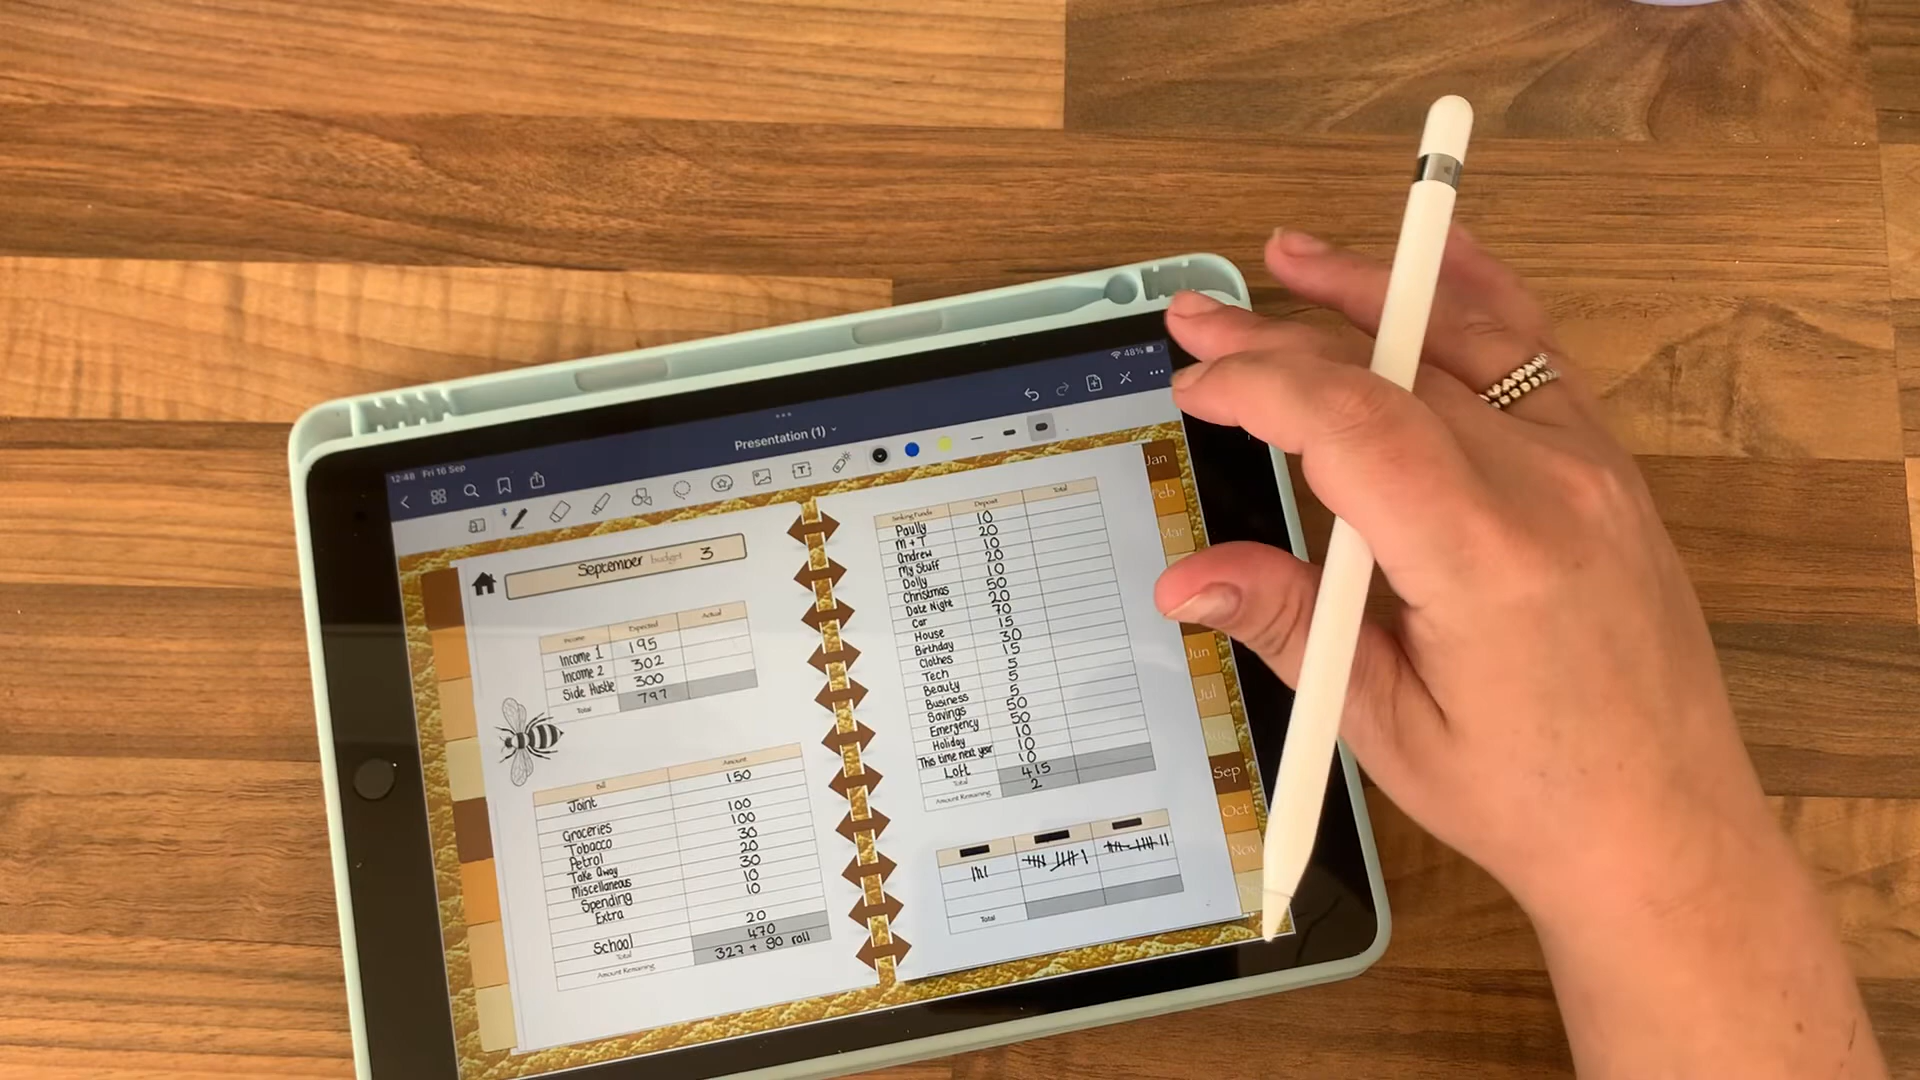 12:48 Fri 16 Sep
48%
Presentation (1)
September budget 3
Income Expected Actual
Income 1 195
Income 2 302
Side Hustle 300
Total 797
Bill Amount
Joint 150
Groceries 100
Tobacco 100
Petrol 30
Take away 20
Miscellaneous 30
Spending 10
Extra 10
School 20
Total 470
Amount Remaining 327 + 90 roll
Sinking Funds Deposit Total
Paully 10
M + T 20
Andrew 10
My Stuff 20
Dolly 10
Christmas 50
Date Night 20
Car 70
House 15
Birthday 30
Clothes 15
Tech 5
Beauty 5
Business 5
Savings 50
Emergency 50
Holiday 10
This time next year 10
Loft 10
Total 415
Amount Remaining 2
Total
Jan
Feb
Mar
Jun
Jul
Aug
Sep
Oct
Nov